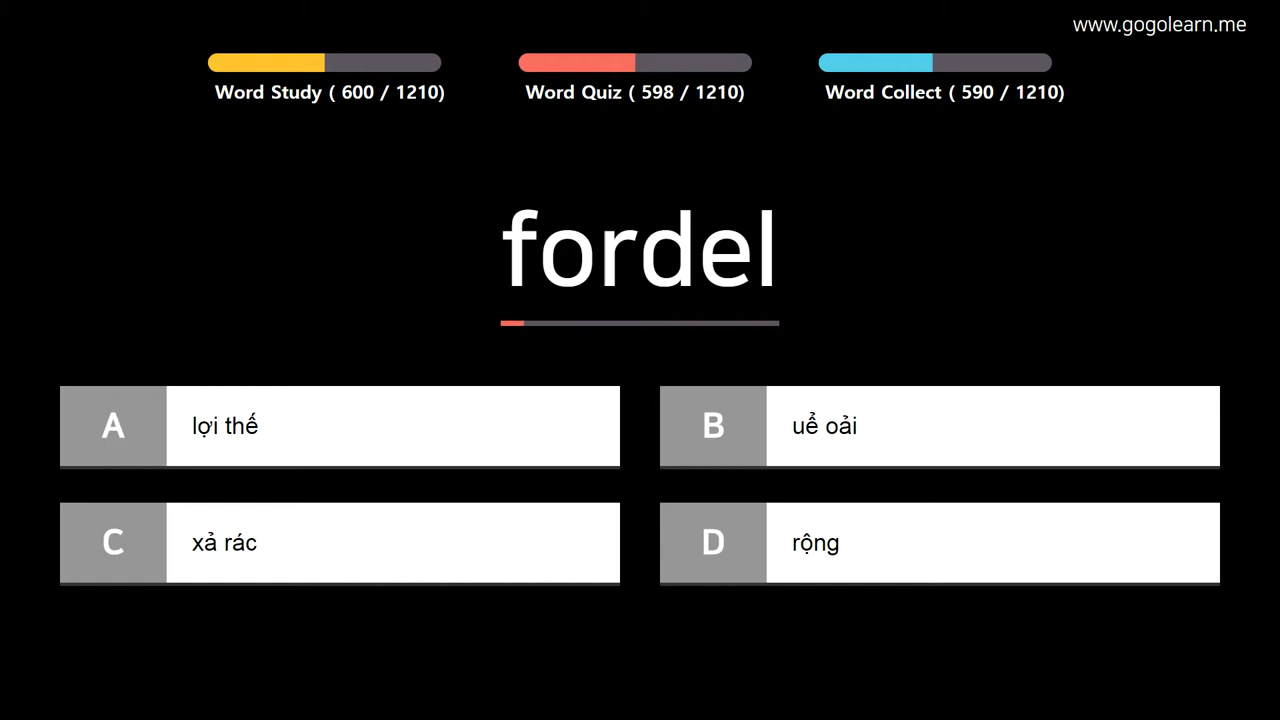 www.gogolearn.me
Word Study ( 600 / 1210)
Word Quiz ( 598 / 1210)
Word Collect ( 590 / 1210)
fordel
A lợi thế
B uể oải
C xả rác
D rộng